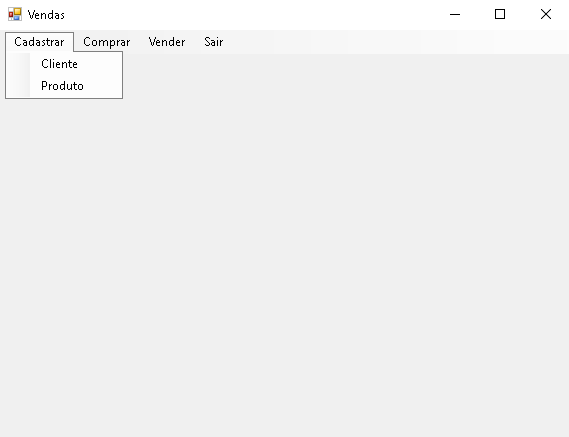 Vendas
Cadastrar Comprar Vender Sair
Cliente
Produto